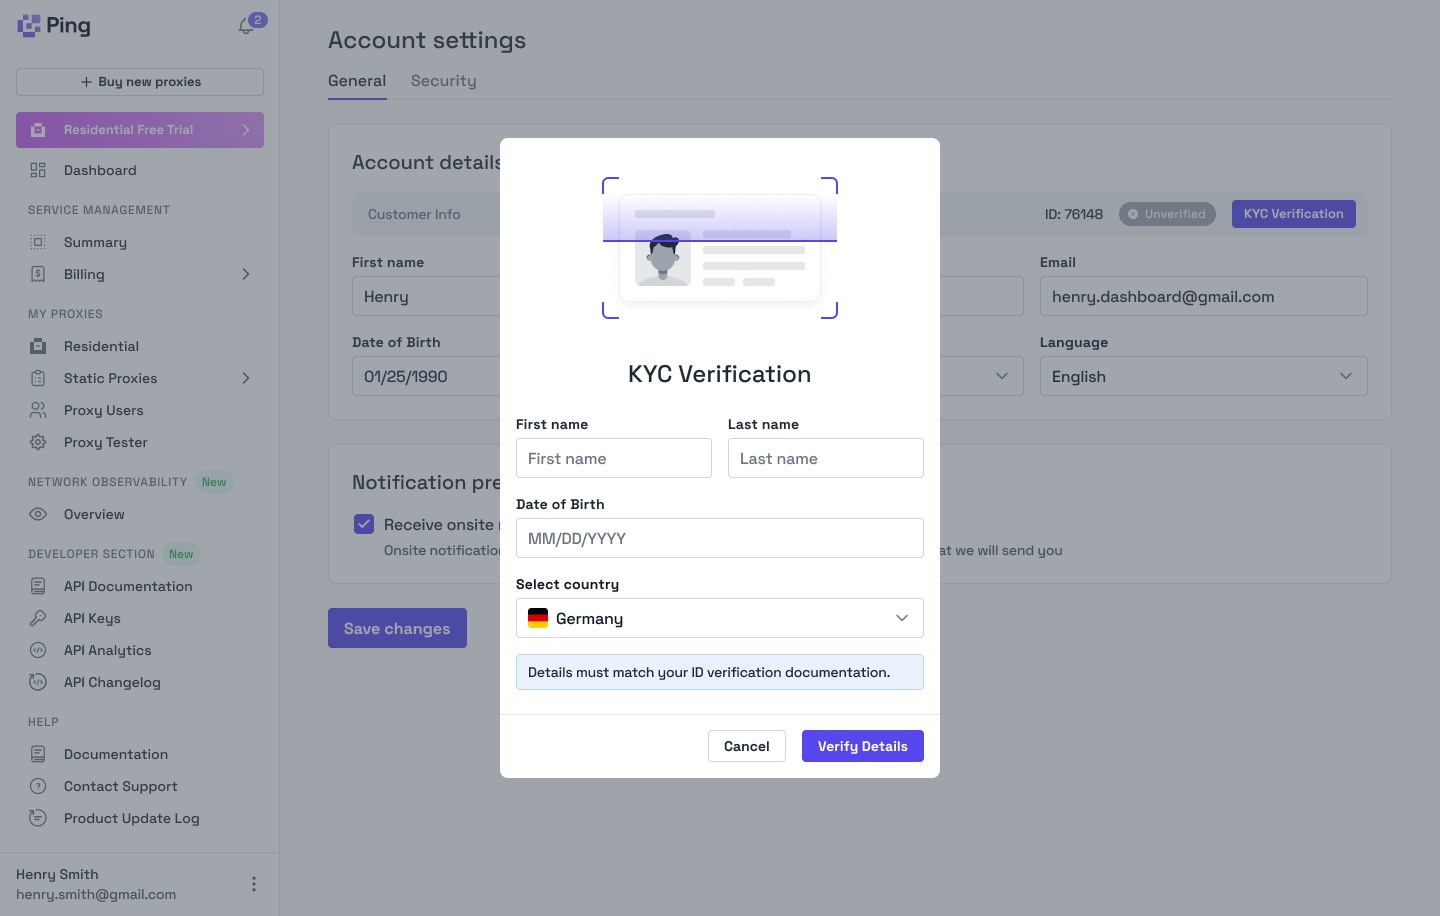 Ping
2
Buy new proxies
Residential Free Trial
Dashboard
SERVICE MANAGEMENT
Summary
Billing
MY PROXIES
Residential
Static Proxies
Proxy Users
Proxy Tester
NETWORK OBSERVABILITY New
Overview
DEVELOPER SECTION New
API Documentation
API Keys
API Analytics
API Changelog
HELP
Documentation
Contact Support
Product Update Log
Henry Smith
henry.smith@gmail.com
Account settings
General Security
Account details
Customer Info ID: 76148 Unverified KYC Verification
First name Email
Henry henry.dashboard@gmail.com
Date of Birth Language
01/25/1990 English
Notification pre
Receive onsite
Onsite notification at we will send you
Save changes
KYC Verification
First name Last name
First name Last name
Date of Birth
MM/DD/YYYY
Select country
Germany
Details must match your ID verification documentation.
Cancel Verify Details